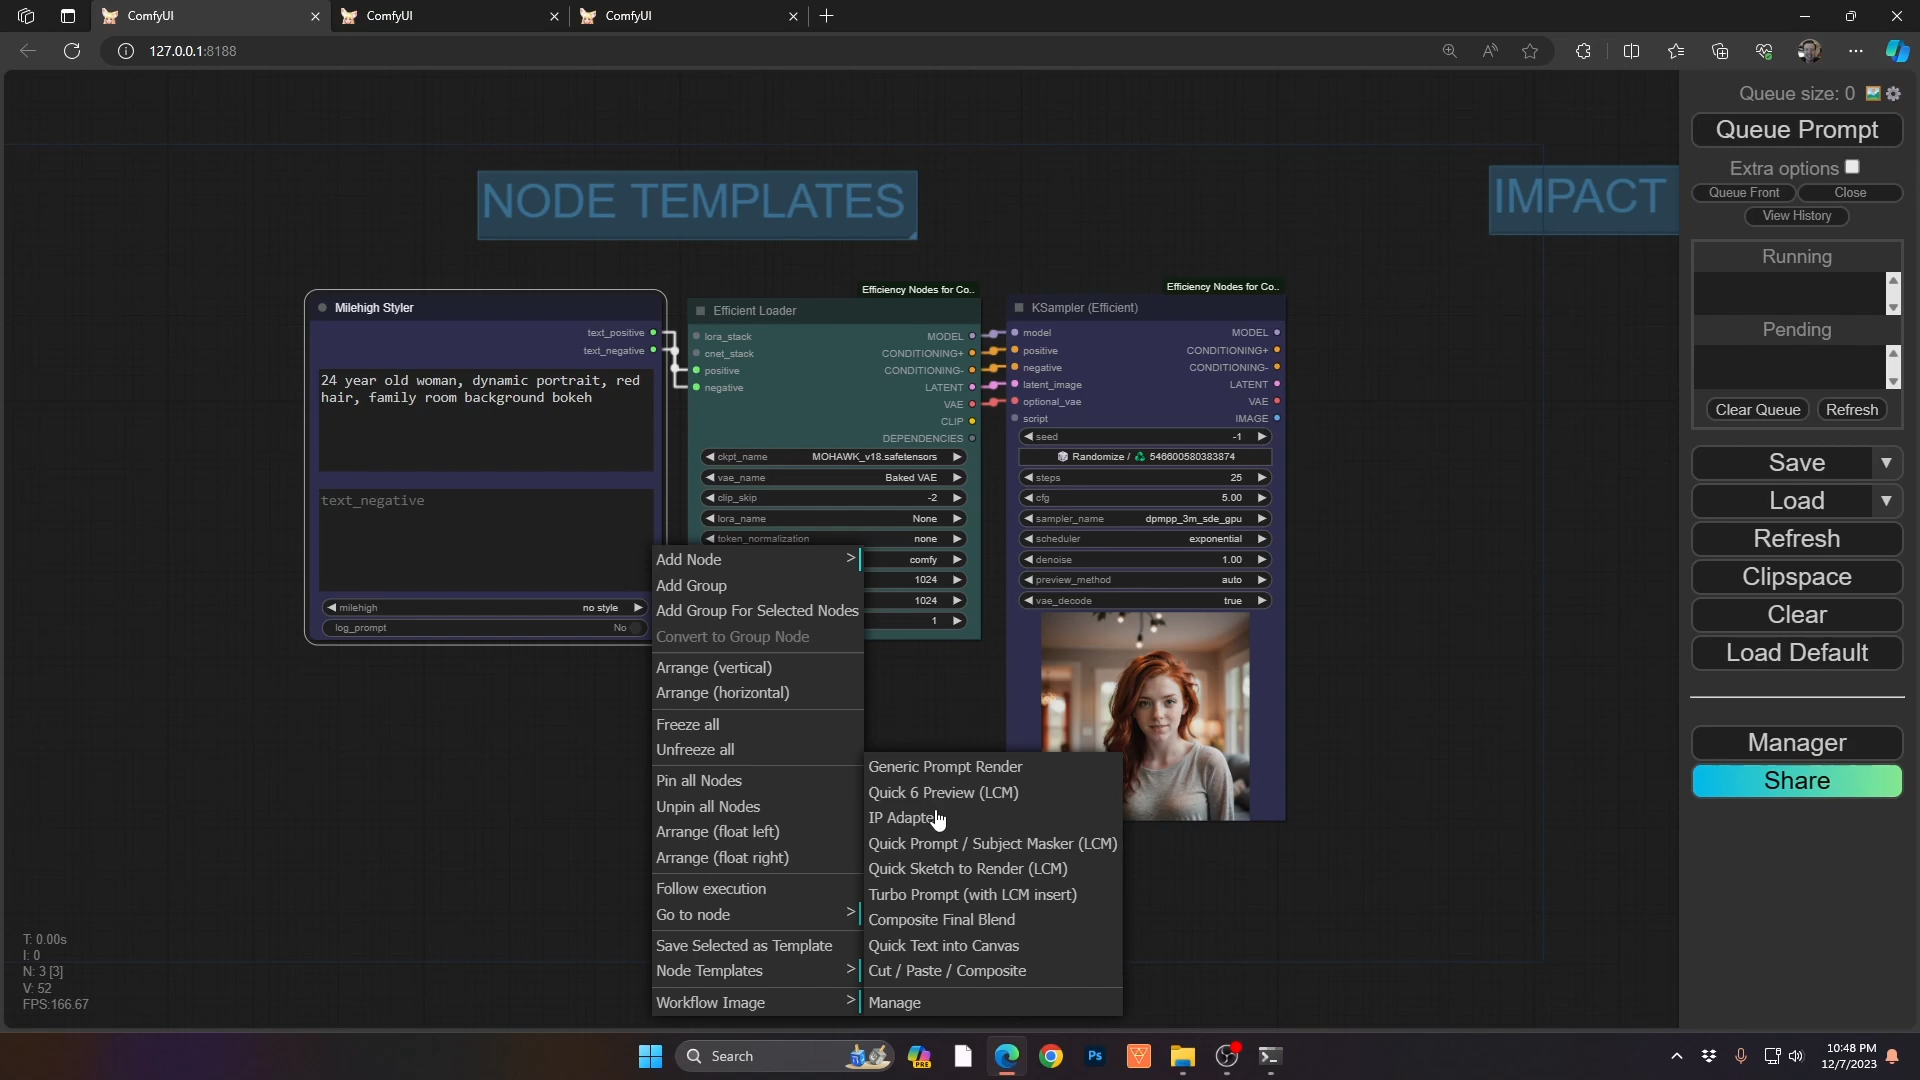 ComfyUI
ComfyUI
ComfyUI
127.0.0.1:8188
NODE TEMPLATES
IMPACT
Queue size: 0
Queue Prompt
Extra options
Queue Front
Close
View History
Running
Pending
Clear Queue
Refresh
Save
Load
Refresh
Clipspace
Clear
Load Default
Manager
Share
Milehigh Styler
text_positive
text_negative
24 year old woman, dynamic portrait, red
hair, family room background bokeh
text_negative
milehigh no style
log_prompt No
Efficiency Nodes for Co..
Efficient Loader
lora_stack MODEL
cnet_stack CONDITIONING+
positive CONDITIONING-
negative LATENT
VAE
CLIP
DEPENDENCIES
ckpt_name MOHAWK_v18.safetensors
vae_name Baked VAE
clip_skip -2
lora_name None
token_normalization none
comfy
1024
1024
1
Efficiency Nodes for Co..
KSampler (Efficient)
model MODEL
positive CONDITIONING+
negative CONDITIONING-
latent_image LATENT
optional_vae VAE
script IMAGE
seed -1
Randomize / 546600580383874
steps 25
cfg 5.00
sampler_name dpmpp_3m_sde_gpu
scheduler exponential
denoise 1.00
preview_method auto
vae_decode true
Add Node >
Add Group
Add Group For Selected Nodes
Convert to Group Node
Arrange (vertical)
Arrange (horizontal)
Freeze all
Unfreeze all
Pin all Nodes
Unpin all Nodes
Arrange (float left)
Arrange (float right)
Follow execution
Go to node >
Save Selected as Template
Node Templates >
Workflow Image >
Generic Prompt Render
Quick 6 Preview (LCM)
IP Adapte
Quick Prompt / Subject Masker (LCM)
Quick Sketch to Render (LCM)
Turbo Prompt (with LCM insert)
Composite Final Blend
Quick Text into Canvas
Cut / Paste / Composite
Manage
T: 0.00s
I: 0
N: 3 [3]
V: 52
FPS:166.67
Search
PRE
Ps
10:48 PM
12/7/2023